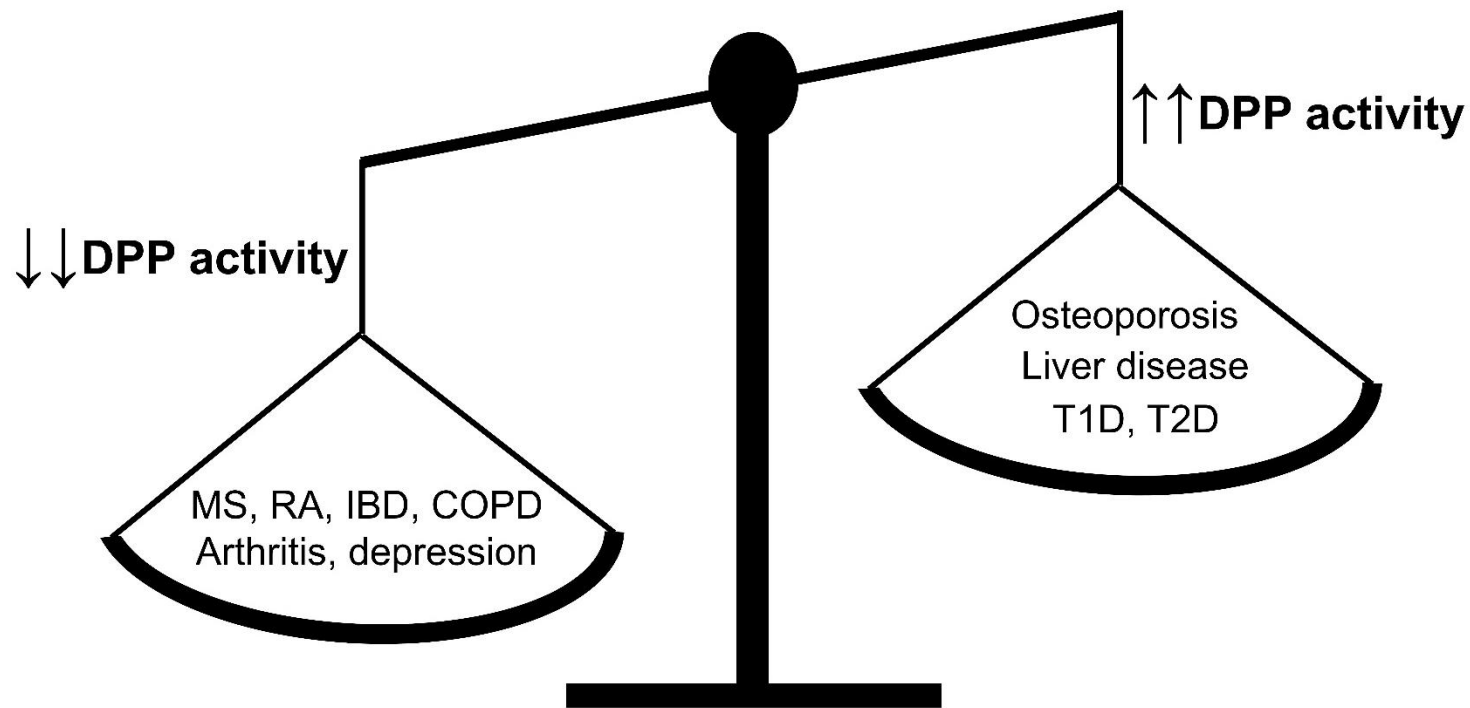 ↓↓DPP activity
MS, RA, IBD, COPD
Arthritis, depression
↑↑DPP activity
Osteoporosis
Liver disease
T1D, T2D